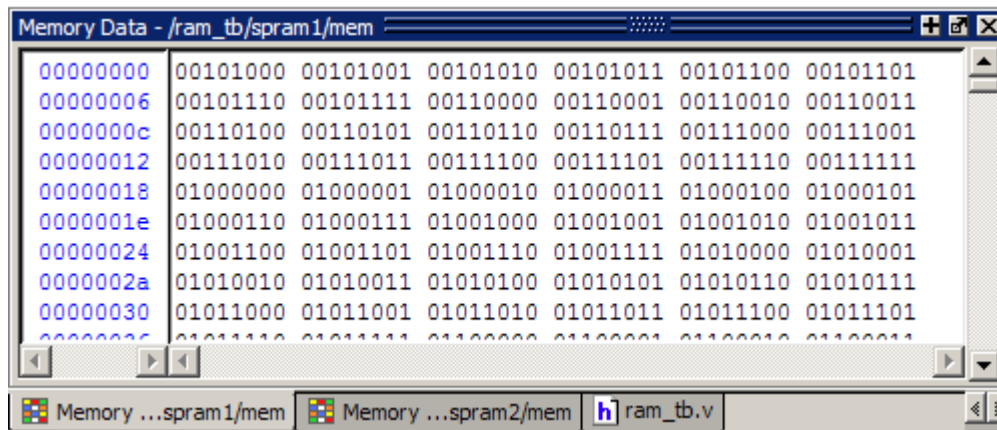 Memory Data - /ram_tb/spram1/mem
00000000 00101000 00101001 00101010 00101011 00101100 00101101
00000006 00101110 00101111 00110000 00110001 00110010 00110011
0000000c 00110100 00110101 00110110 00110111 00111000 00111001
00000012 00111010 00111011 00111100 00111101 00111110 00111111
00000018 01000000 01000001 01000010 01000011 01000100 01000101
0000001e 01000110 01000111 01001000 01001001 01001010 01001011
00000024 01001100 01001101 01001110 01001111 01010000 01010001
0000002a 01010010 01010011 01010100 01010101 01010110 01010111
00000030 01011000 01011001 01011010 01011011 01011100 01011101
Memory ...spram1/mem Memory ...spram2/mem h ram_tb.v